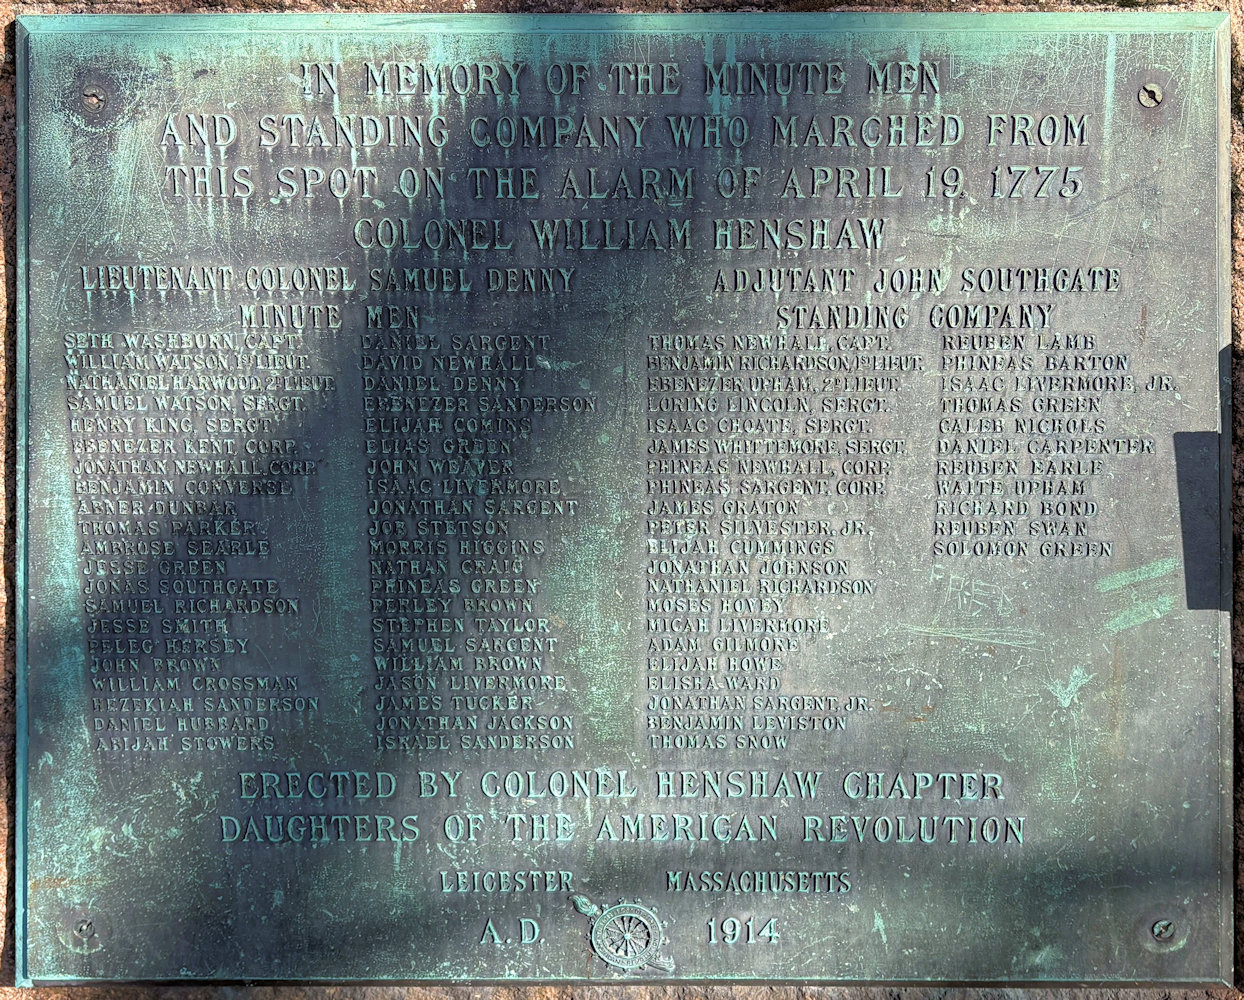 IN MEMORY OF THE MINUTE MEN
AND STANDING COMPANY WHO MARCHED FROM
THIS SPOT ON THE ALARM OF APRIL 19, 1775
COLONEL WILLIAM HENSHAW
LIEUTENANT COLONEL SAMUEL DENNY
MINUTE MEN
SETH WASHBURN, CAPT.
WILLIAM WATSON, 1ST LIEUT.
NATHANIEL HARWOOD, 2D LIEUT.
SAMUEL WATSON, SERGT.
HENRY KING, SERGT.
EBENEZER KENT, CORP.
JONATHAN NEWHALL, CORP.
BENJAMIN CONVERSE
ABNER DUNBAR
THOMAS PARKER
AMBROSE SEARLE
JESSE GREEN
JONAS SOUTHGATE
SAMUEL RICHARDSON
JESSE SMITH
PELEG HERSEY
JOHN BROWN
WILLIAM CROSSMAN
HEZEKIAH SANDERSON
DANIEL HUBBARD
ABIJAH STOWERS
DANIEL SARGENT
DAVID NEWHALL
DANIEL DENNY
EBENEZER SANDERSON
ELIJAH COMINS
ELIAS GREEN
JOHN WEAVER
ISAAC LIVERMORE
JONATHAN SARGENT
JOB STETSON
MORRIS HIGGINS
NATHAN CRAIG
PHINEAS GREEN
PERLEY BROWN
STEPHEN TAYLOR
SAMUEL SARGENT
WILLIAM BROWN
JASON LIVERMORE
JAMES TUCKER
JONATHAN JACKSON
ISRAEL SANDERSON
ADJUTANT JOHN SOUTHGATE
STANDING COMPANY
THOMAS NEWHALL, CAPT.
BENJAMIN RICHARDSON, 1ST LIEUT.
EBENEZER UPHAM, 2D LIEUT.
LORING LINCOLN, SERGT.
ISAAC CHOATE, SERGT.
JAMES WHITTEMORE, SERGT.
PHINEAS NEWHALL, CORP.
PHINEAS SARGENT, CORP.
JAMES GRATON
PETER SILVESTER, JR.
ELIJAH CUMMINGS
JONATHAN JOHNSON
NATHANIEL RICHARDSON
MOSES HOVEY
MICAH LIVERMORE
ADAM GILMORE
ELIJAH HOWE
ELISHA WARD
JONATHAN SARGENT, JR.
BENJAMIN LEVISTON
THOMAS SNOW
REUBEN LAMB
PHINEAS BARTON
ISAAC LIVERMORE, JR.
THOMAS GREEN
CALEB NICHOLS
DANIEL CARPENTER
REUBEN EARLE
WAITE UPHAM
RICHARD BOND
REUBEN SWAN
SOLOMON GREEN
ERECTED BY COLONEL HENSHAW CHAPTER
DAUGHTERS OF THE AMERICAN REVOLUTION
LEICESTER MASSACHUSETTS
A.D. 1914